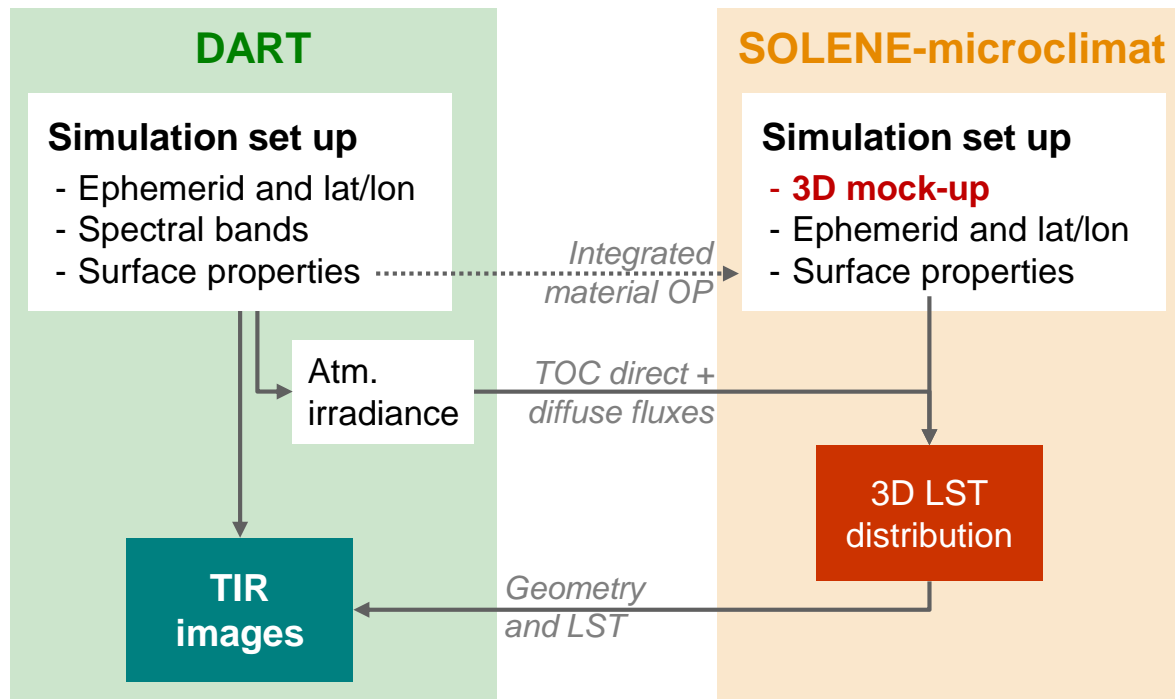 DART
Simulation set up
- Ephemerid and lat/lon
- Spectral bands
- Surface properties
Integrated
material OP
SOLENE-microclimat
Simulation set up
- 3D mock-up
- Ephemerid and lat/lon
- Surface properties
Atm.
irradiance
TOC direct +
diffuse fluxes
3D LST
distribution
Geometry
and LST
TIR
images